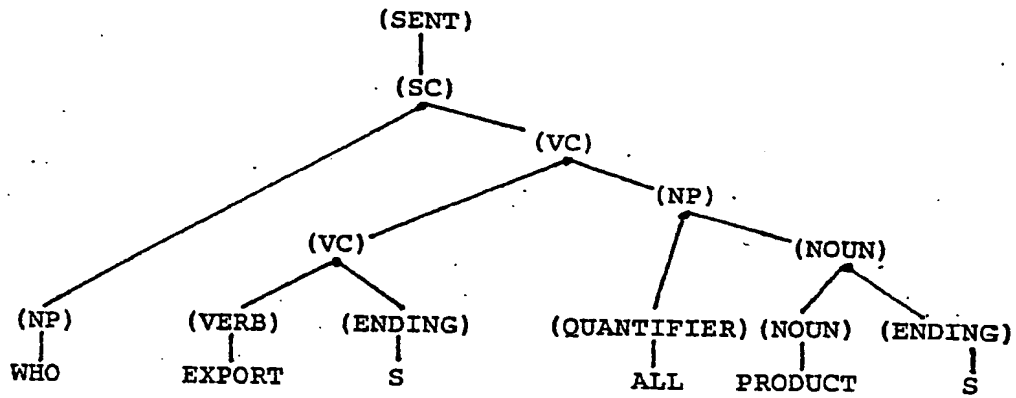 (SENT)
(SC)
(VC)
(NP)
(VC)
(NOUN)
(NP) (VERB) (ENDING) (QUANTIFIER) (NOUN) (ENDING)
WHO EXPORT S ALL PRODUCT S